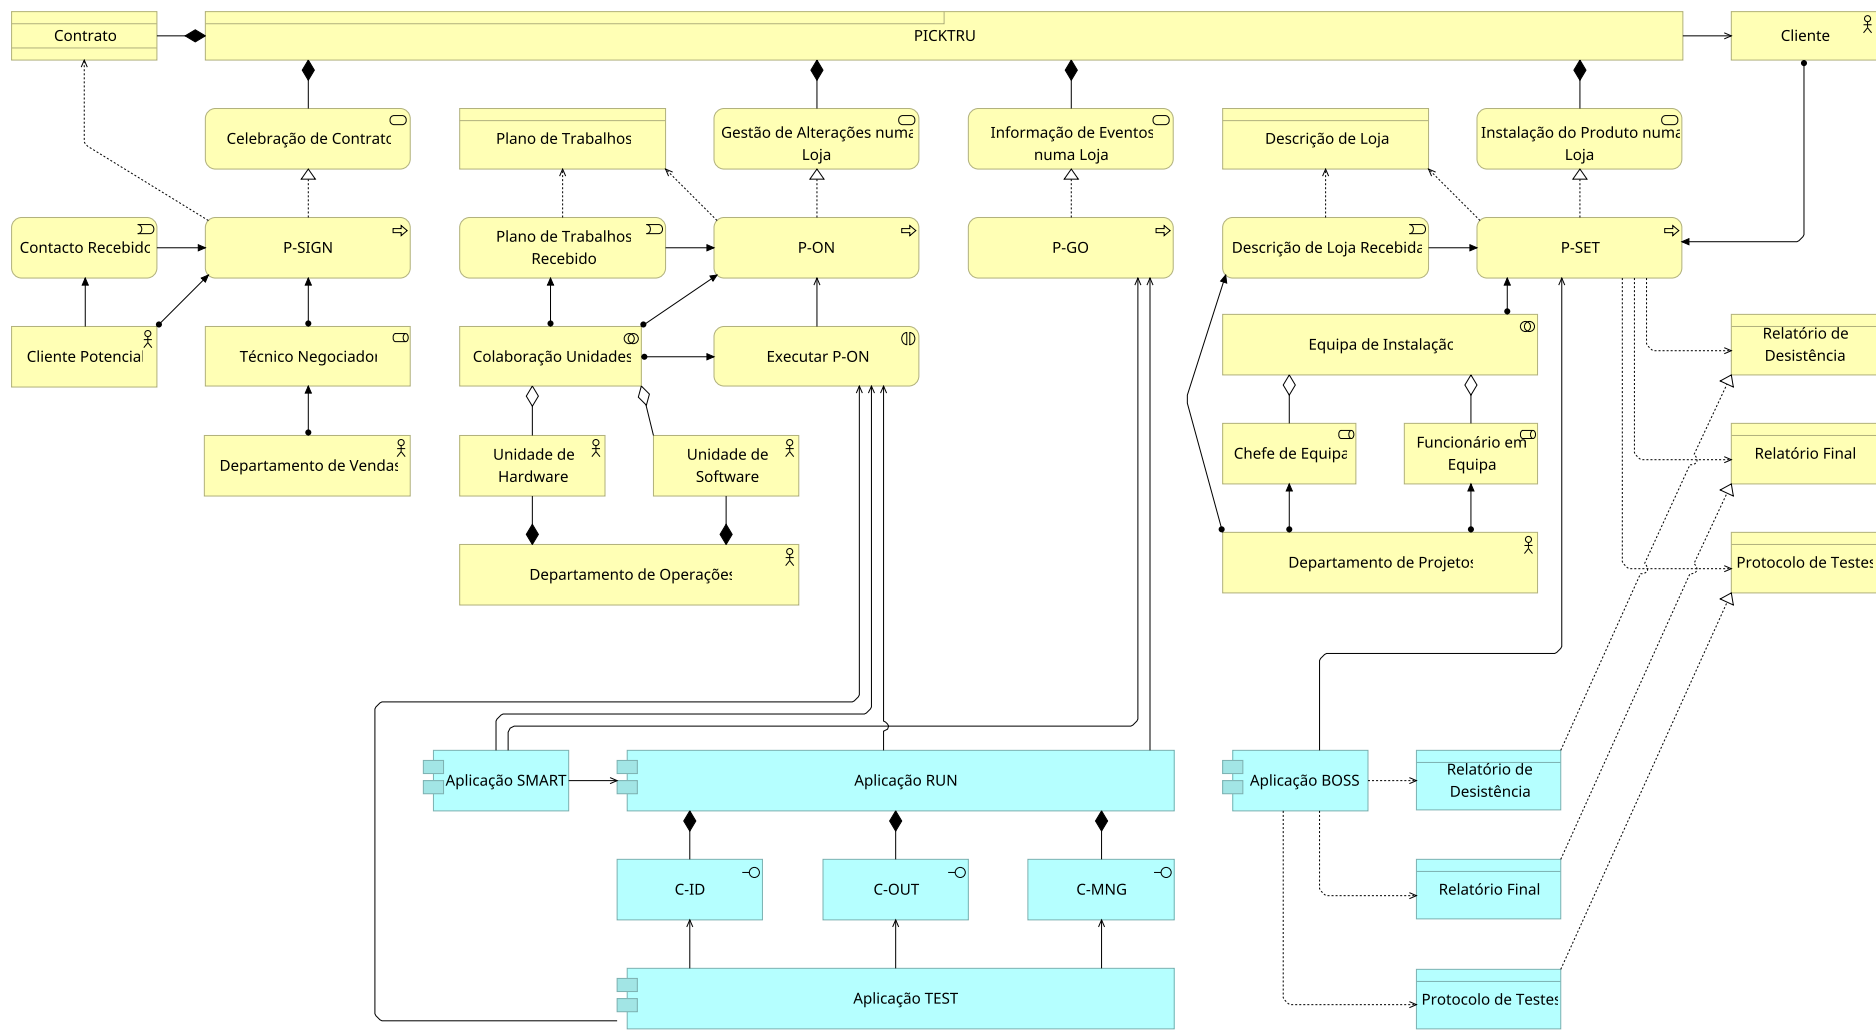 Contrato
PICKTRU
Cliente
Celebração de Contrato
Plano de Trabalhos
Gestão de Alterações numa
Loja
Informação de Eventos
numa Loja
Descrição de Loja
Instalação do Produto numa
Loja
Contacto Recebido
P-SIGN
Plano de Trabalhos
Recebido
P-ON
P-GO
Descrição de Loja Recebida
P-SET
Cliente Potencial
Técnico Negociador
Colaboração Unidades
Executar P-ON
Equipa de Instalação
Relatório de
Desistência
Departamento de Vendas
Unidade de
Hardware
Unidade de
Software
Chefe de Equipa
Funcionário em
Equipa
Relatório Final
Departamento de Operações
Departamento de Projetos
Protocolo de Testes
Aplicação SMART
Aplicação RUN
Aplicação BOSS
Relatório de
Desistência
C-ID
C-OUT
C-MNG
Relatório Final
Aplicação TEST
Protocolo de Testes